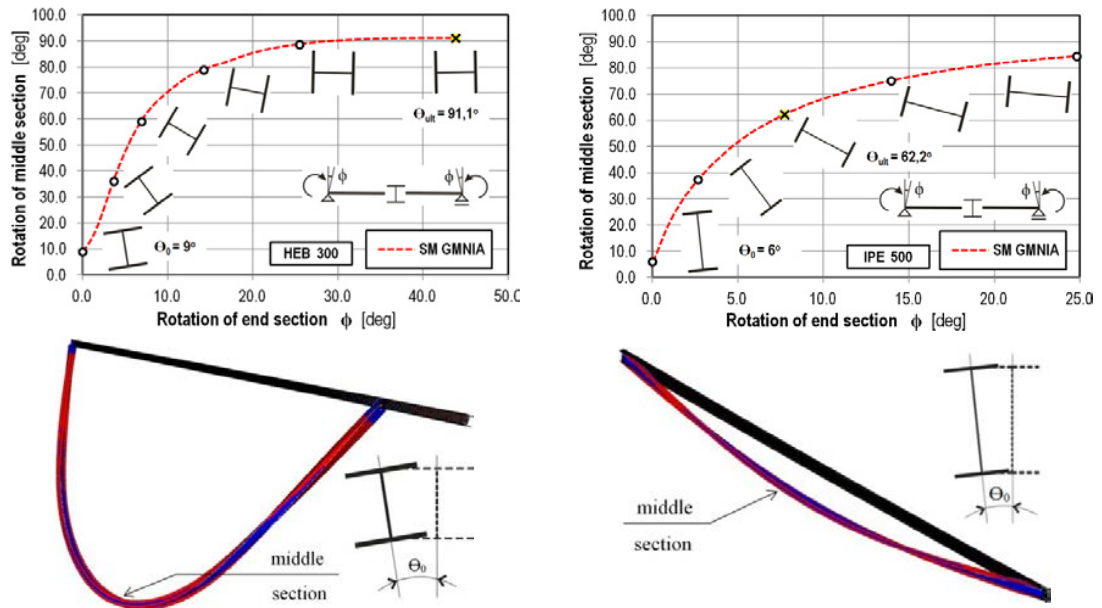 100.0
90.0
80.0
70.0
60.0
50.0
40.0
30.0
20.0
10.0
0.0
Rotation of middle section [deg]
Θult = 91,1º
ϕ
ϕ
Θ0 = 9º
HEB 300
SM GMNIA
0.0 10.0 20.0 30.0 40.0 50.0
Rotation of end section ϕ [deg]
middle
section
Θ0
100.0
90.0
80.0
70.0
60.0
50.0
40.0
30.0
20.0
10.0
0.0
Rotation of middle section [deg]
Θult = 62,2º
ϕ
ϕ
Θ0 = 6º
IPE 500
SM GMNIA
0.0 5.0 10.0 15.0 20.0 25.0
Rotation of end section ϕ [deg]
middle
section
Θ0